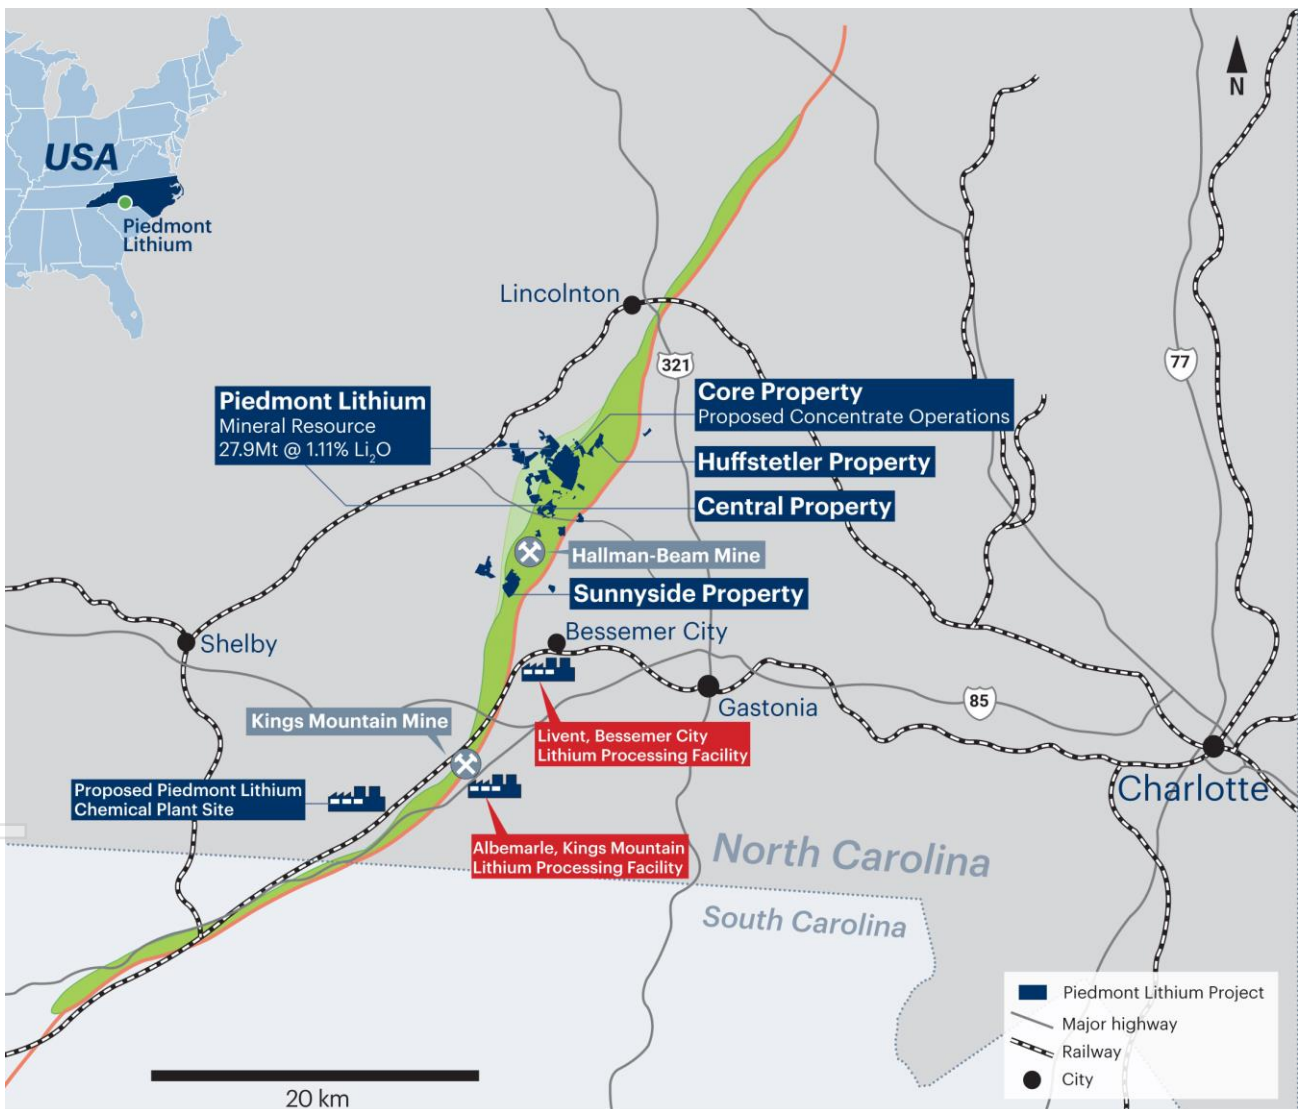 N
USA
Piedmont
Lithium
Lincolnton
321
77
Piedmont Lithium
Mineral Resource
27.9Mt @ 1.11% Li₂O
Core Property
Proposed Concentrate Operations
Huffstetler Property
Central Property
Hallman-Beam Mine
Sunnyside Property
Bessemer City
Shelby
Gastonia
85
Kings Mountain Mine
Livent, Bessemer City
Lithium Processing Facility
Proposed Piedmont Lithium
Chemical Plant Site
Charlotte
Albemarle, Kings Mountain
Lithium Processing Facility
North Carolina
South Carolina
Piedmont Lithium Project
Major highway
Railway
City
20 km